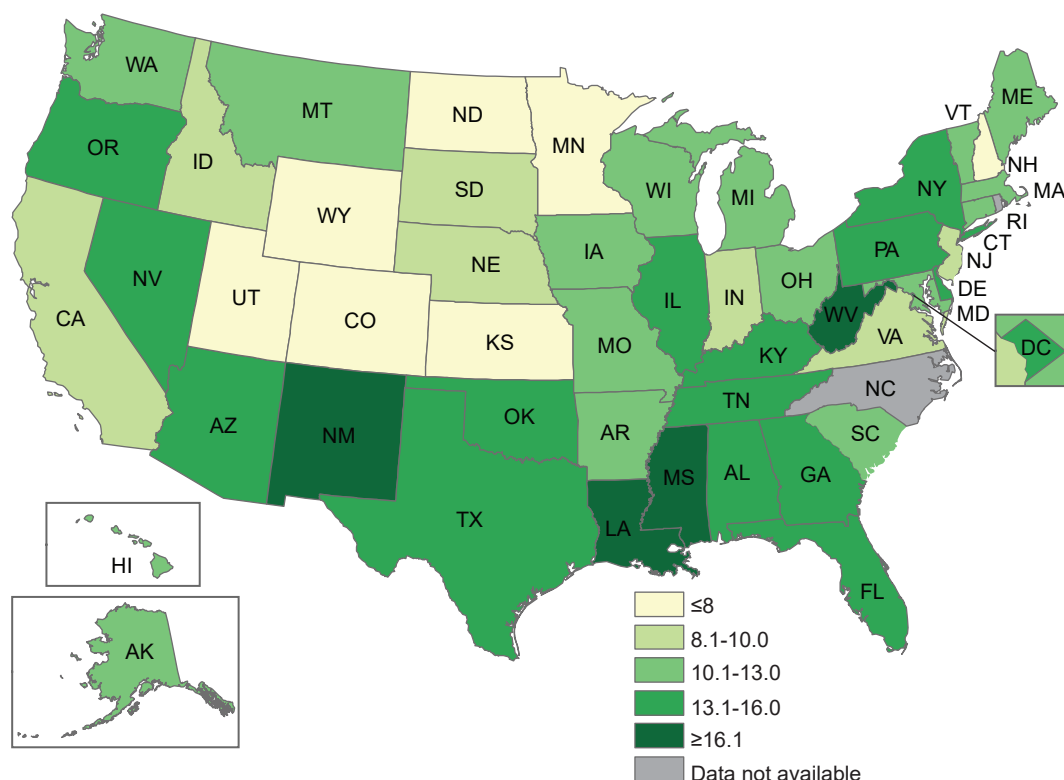 WA
MT
ND
MN
ME
VT
OR
ID
SD
WI
MI
NY
NH
MA
WY
RI
CT
NE
IA
PA
NJ
NV
UT
CO
IL
IN
OH
DE
MD
CA
KS
MO
WV
VA
KY
DC
NC
TN
AZ
NM
OK
AR
SC
MS
AL
GA
TX
LA
HI
FL
AK
≤8
8.1-10.0
10.1-13.0
13.1-16.0
≥16.1
Data not available